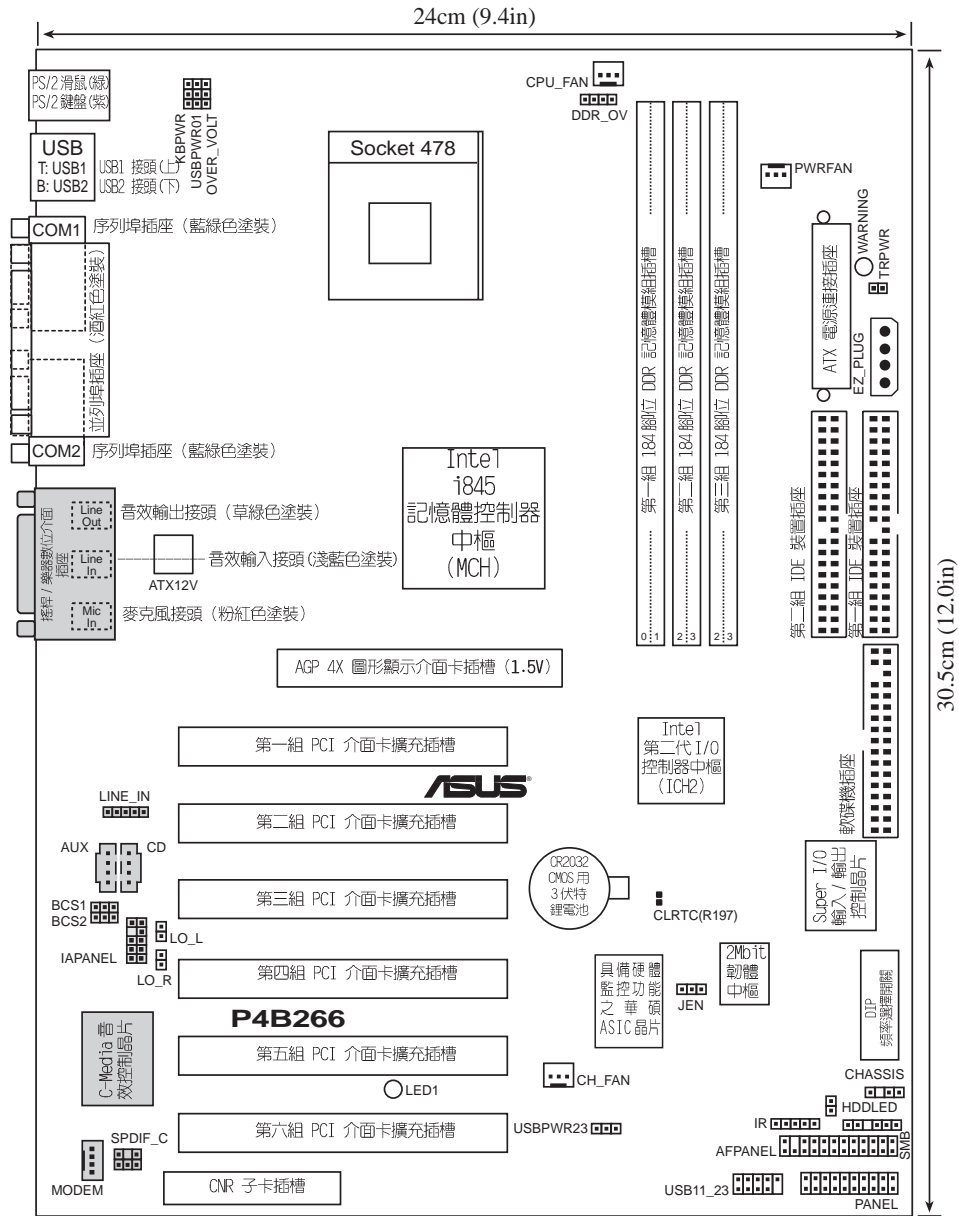 24cm (9.4in)
30.5cm (12.0in)
PS/2 滑鼠(綠)
PS/2 鍵盤(紫)
KBPWR
USBPWR01
OVER_VOLT
CPU_FAN
DDR_OV
USB
T: USB1
B: USB2
USB1 接頭(上)
USB2 接頭(下)
Socket 478
PWRFAN
WARNING
TRPWR
COM1
序列埠插座 (藍綠色塗裝)
並列埠插座 (酒紅色塗裝)
第一組 184 腳位 DDR 記憶體模組插槽
第二組 184 腳位 DDR 記憶體模組插槽
第三組 184 腳位 DDR 記憶體模組插槽
0 1
2 3
2 3
ATX 電源連接插座
EZ_PLUG
COM2
序列埠插座 (藍綠色塗裝)
Intel
i845
記憶體控制器
中樞
(MCH)
第二組 IDE 裝置插座
第一組 IDE 裝置插座
搖桿 / 樂器數位介面
插座
Line
Out
音效輸出接頭 (草綠色塗裝)
Line
In
音效輸入接頭(淺藍色塗裝)
ATX12V
Mic
In
麥克風接頭 (粉紅色塗裝)
AGP 4X 圖形顯示介面卡插槽 (1.5V)
第一組 PCI 介面卡擴充插槽
Intel
第二代 I/O
控制器中樞
(ICH2)
軟碟機插座
ASUS®
LINE_IN
第二組 PCI 介面卡擴充插槽
AUX
CD
CR2032
CMOS 用
3 伏特
鋰電池
CLRTC(R197)
Super I/O
輸入 / 輸出
控制晶片
第三組 PCI 介面卡擴充插槽
BCS1
BCS2
LO_L
IAPANEL
LO_R
第四組 PCI 介面卡擴充插槽
具備硬體
監控功能
之華碩
ASIC 晶片
JEN
2Mbit
韌體
中樞
P4B266
DIP
頻率選擇開關
C-Media 音
效控制晶片
第五組 PCI 介面卡擴充插槽
LED1
CH_FAN
CHASSIS
HDDLED
第六組 PCI 介面卡擴充插槽
USBPWR23
IR
SMB
AFPANEL
SPDIF_C
MODEM
CNR 子卡插槽
USB11_23
PANEL